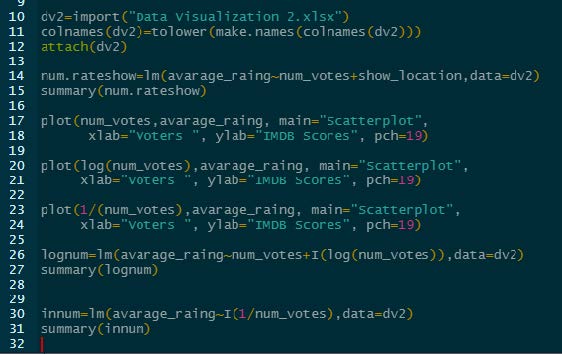 10 dv2=import("Data Visualization 2.xlsx")
11 colnames(dv2)=tolower(make.names(colnames(dv2)))
12 attach(dv2)
13
14 num.rateshow=lm(avarage_raing~num_votes+show_location,data=dv2)
15 summary(num.rateshow)
16
17 plot(num_votes,avarage_raing, main="Scatterplot",
18 xlab="Voters ", ylab="IMDB Scores", pch=19)
19
20 plot(log(num_votes),avarage_raing, main="Scatterplot",
21 xlab="Voters ", ylab="IMDB Scores", pch=19)
22
23 plot(1/(num_votes),avarage_raing, main="Scatterplot",
24 xlab="Voters ", ylab="IMDB Scores", pch=19)
25
26 lognum=lm(avarage_raing~num_votes+I(log(num_votes)),data=dv2)
27 summary(lognum)
28
29
30 innum=lm(avarage_raing~I(1/num_votes),data=dv2)
31 summary(innun)
32